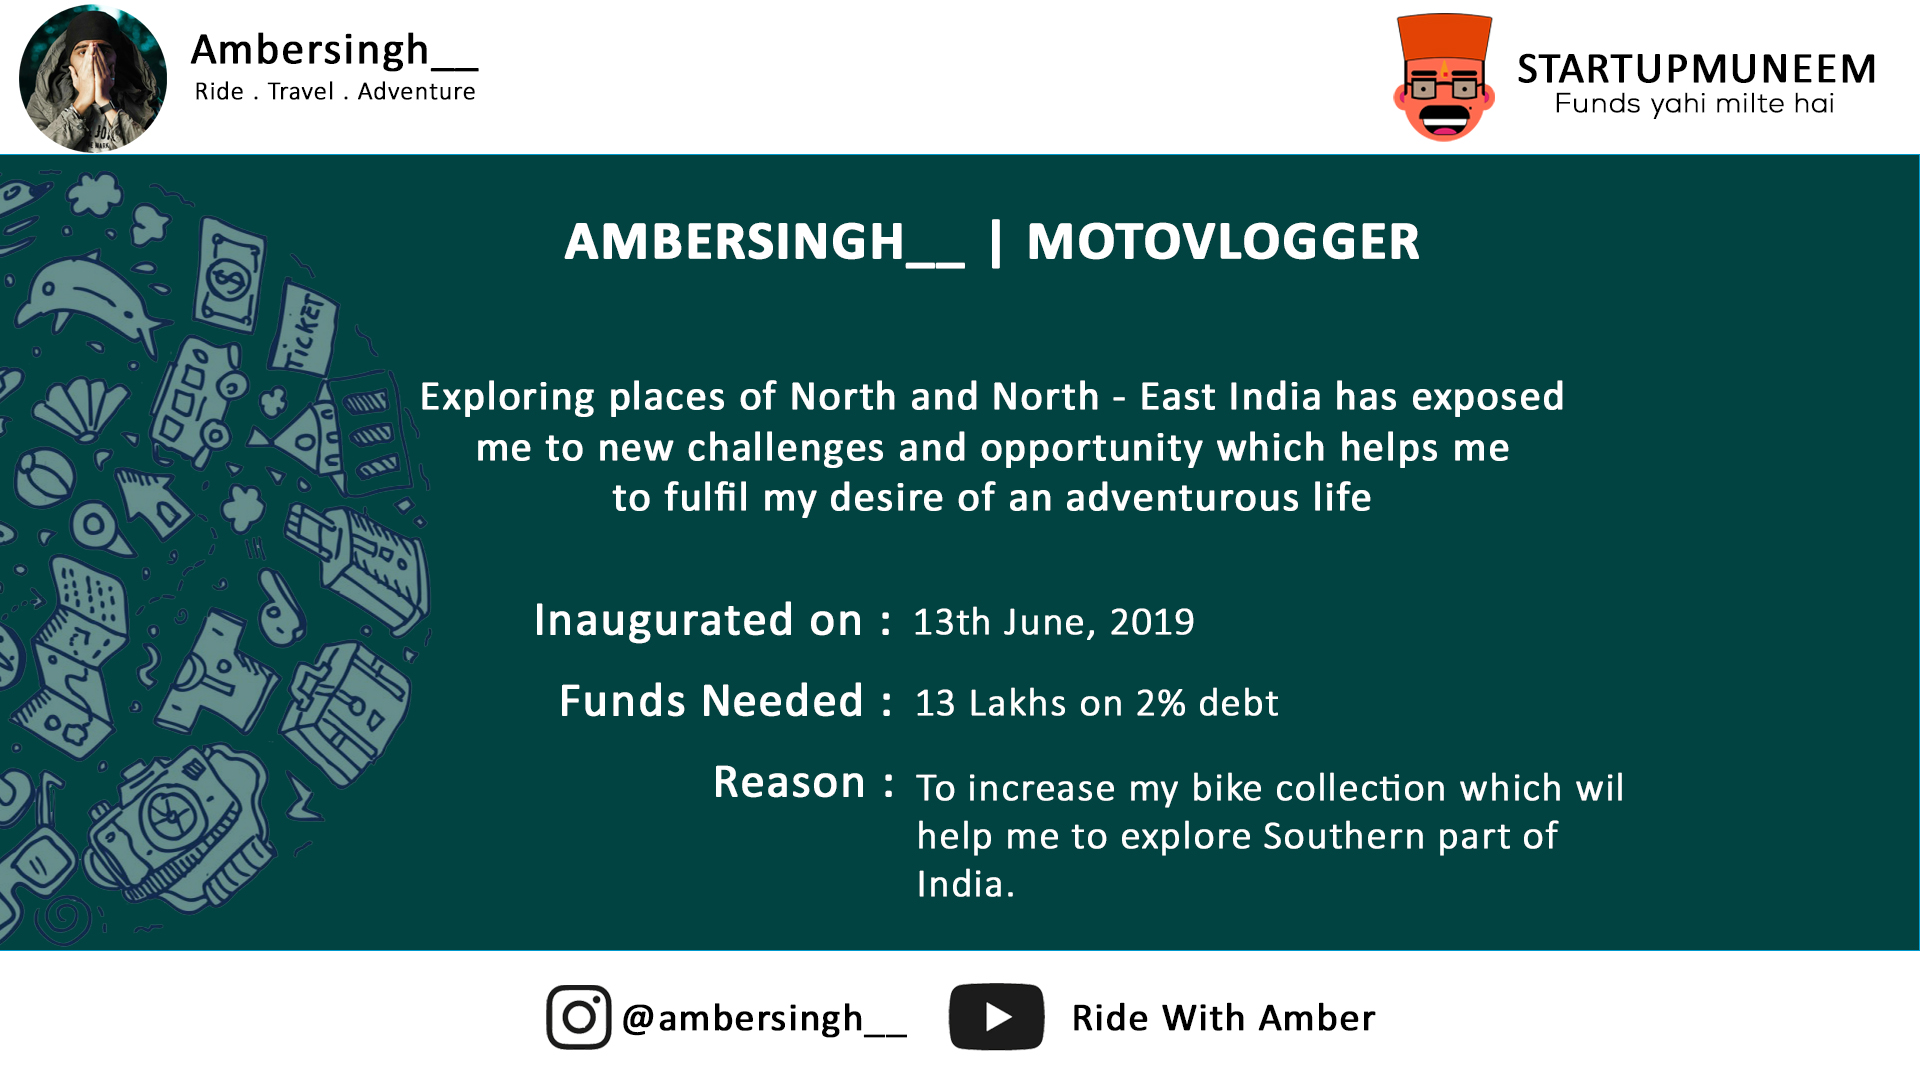 Ambersingh__
Ride . Travel . Adventure
STARTUPMUNEEM
Funds yahi milte hai
AMBERSINGH__ | MOTOVLOGGER
TICKET
Exploring places of North and North - East India has exposed
me to new challenges and opportunity which helps me
to fulfil my desire of an adventurous life
Inaugurated on : 13th June, 2019
Funds Needed : 13 Lakhs on 2% debt
Reason : To increase my bike collection which wil
help me to explore Southern part of
India.
@ambersingh__ Ride With Amber